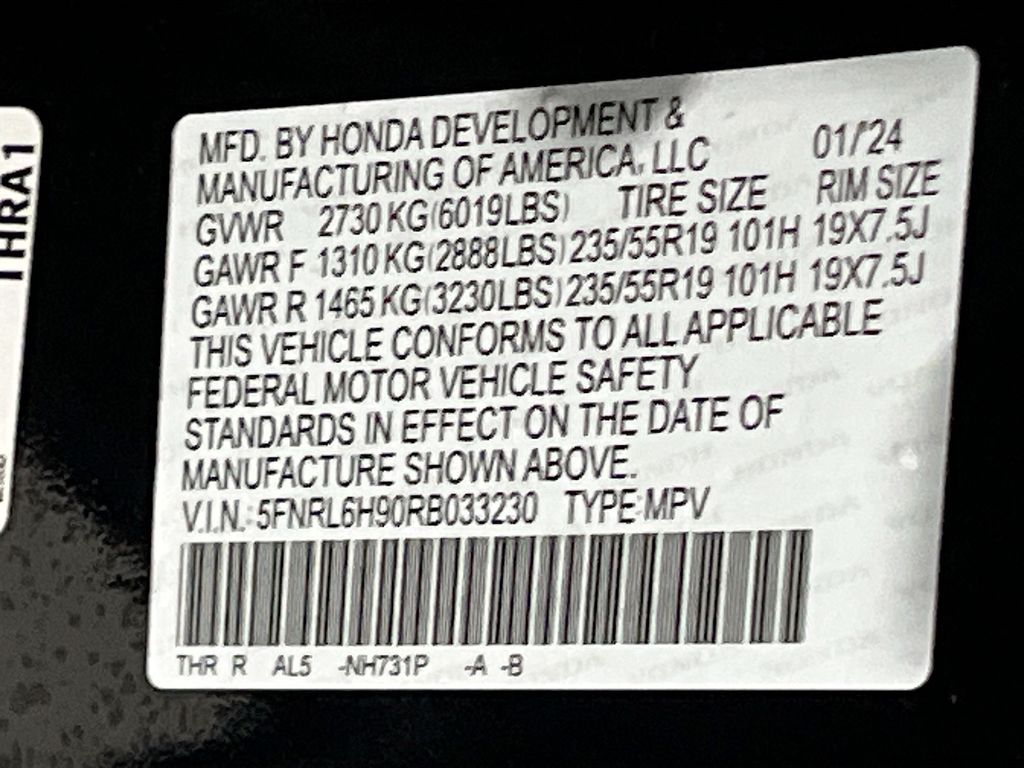 THRA1
MFD. BY HONDA DEVELOPMENT &
MANUFACTURING OF AMERICA, LLC 01/'24
GVWR 2730 KG(6019LBS) TIRE SIZE RIM SIZE
GAWR F 1310 KG(2888LBS) 235/55R19 101H 19X7.5J
GAWR R 1465 KG(3230LBS) 235/55R19 101H 19X7.5J
THIS VEHICLE CONFORMS TO ALL APPLICABLE
FEDERAL MOTOR VEHICLE SAFETY
STANDARDS IN EFFECT ON THE DATE OF
MANUFACTURE SHOWN ABOVE.
V.I.N.: 5FNRL6H90RB033230 TYPE:MPV
THR R AL5 -NH731P -A -B